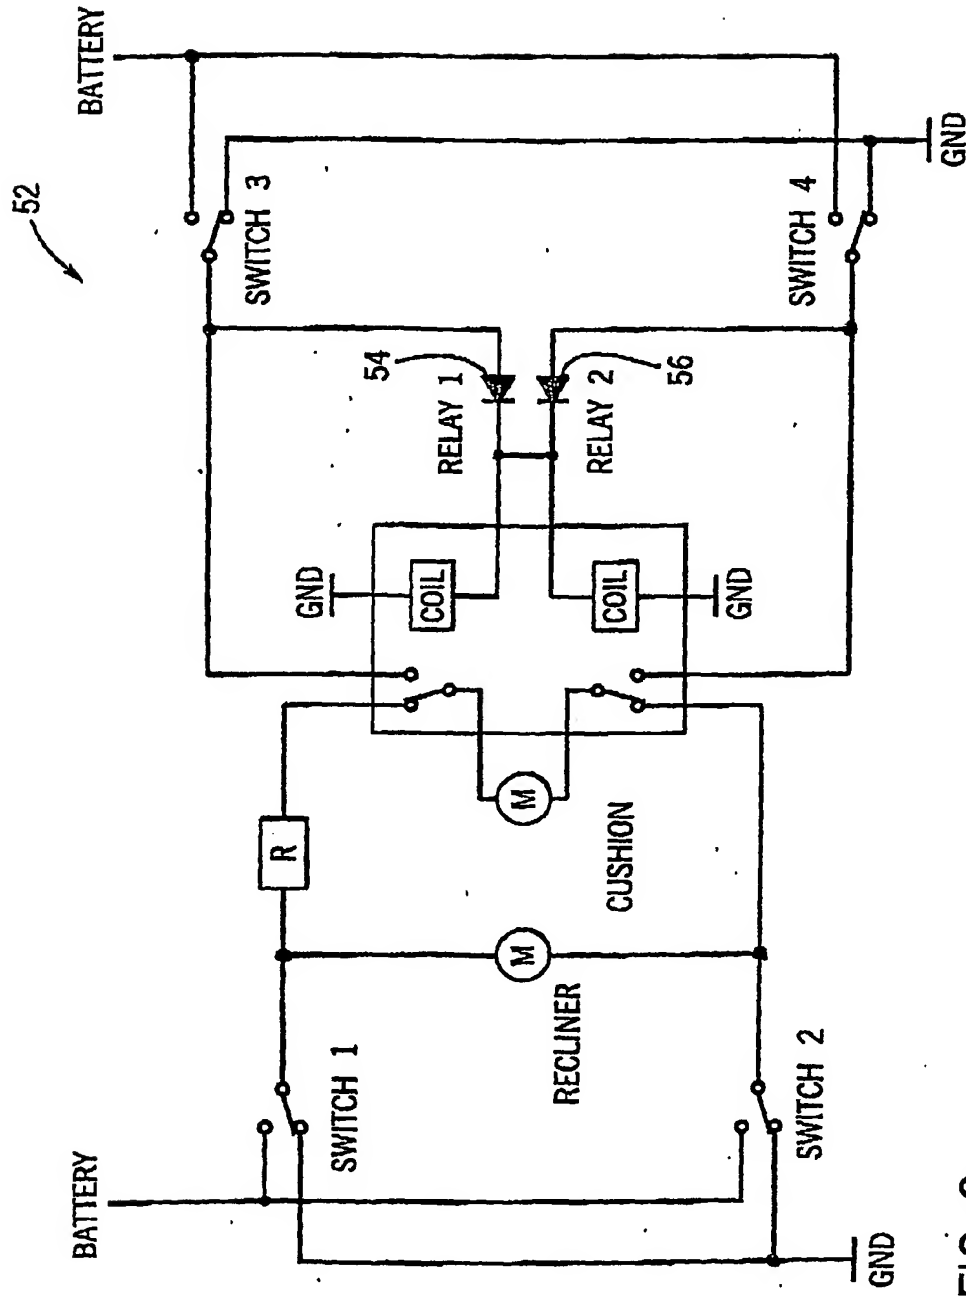 52
BATTERY
BATTERY
SWITCH 3
R
GND
SWITCH 1
54
COIL
RELAY 1
M
M
RECLINER
CUSHION
COIL
RELAY 2
56
GND
SWITCH 2
SWITCH 4
GND
GND
FIG.